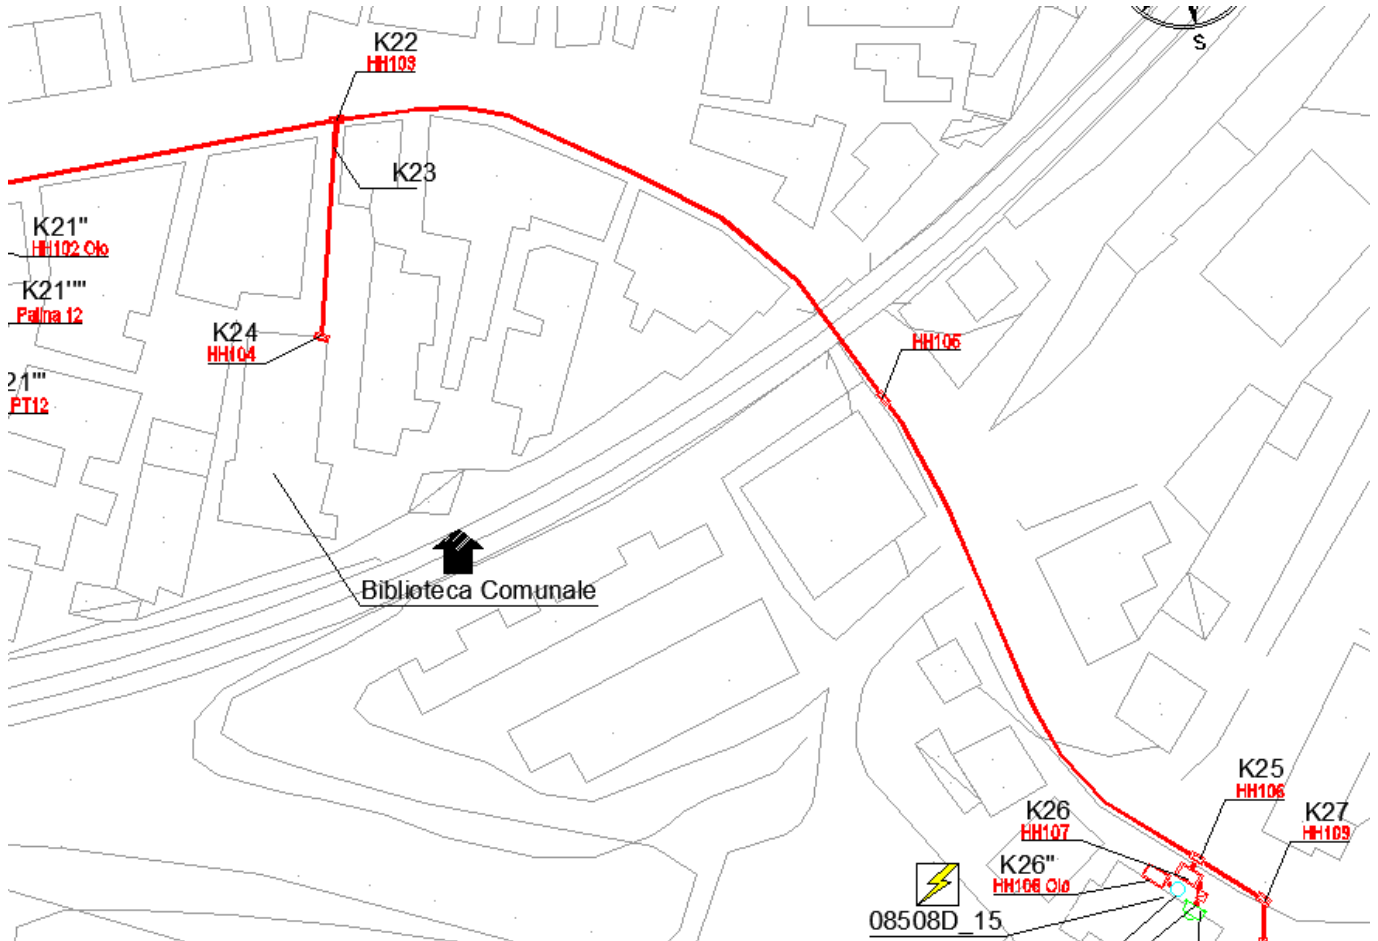 S
K22
HH103
K23
K21"
HH102 Olo
K21""
Palina 12
K24
HH104
HH105
21'"
PT12
Biblioteca Comunale
K25
HH106
K26
HH107
K27
HH109
K26"
HH108 Olo
08508D_15